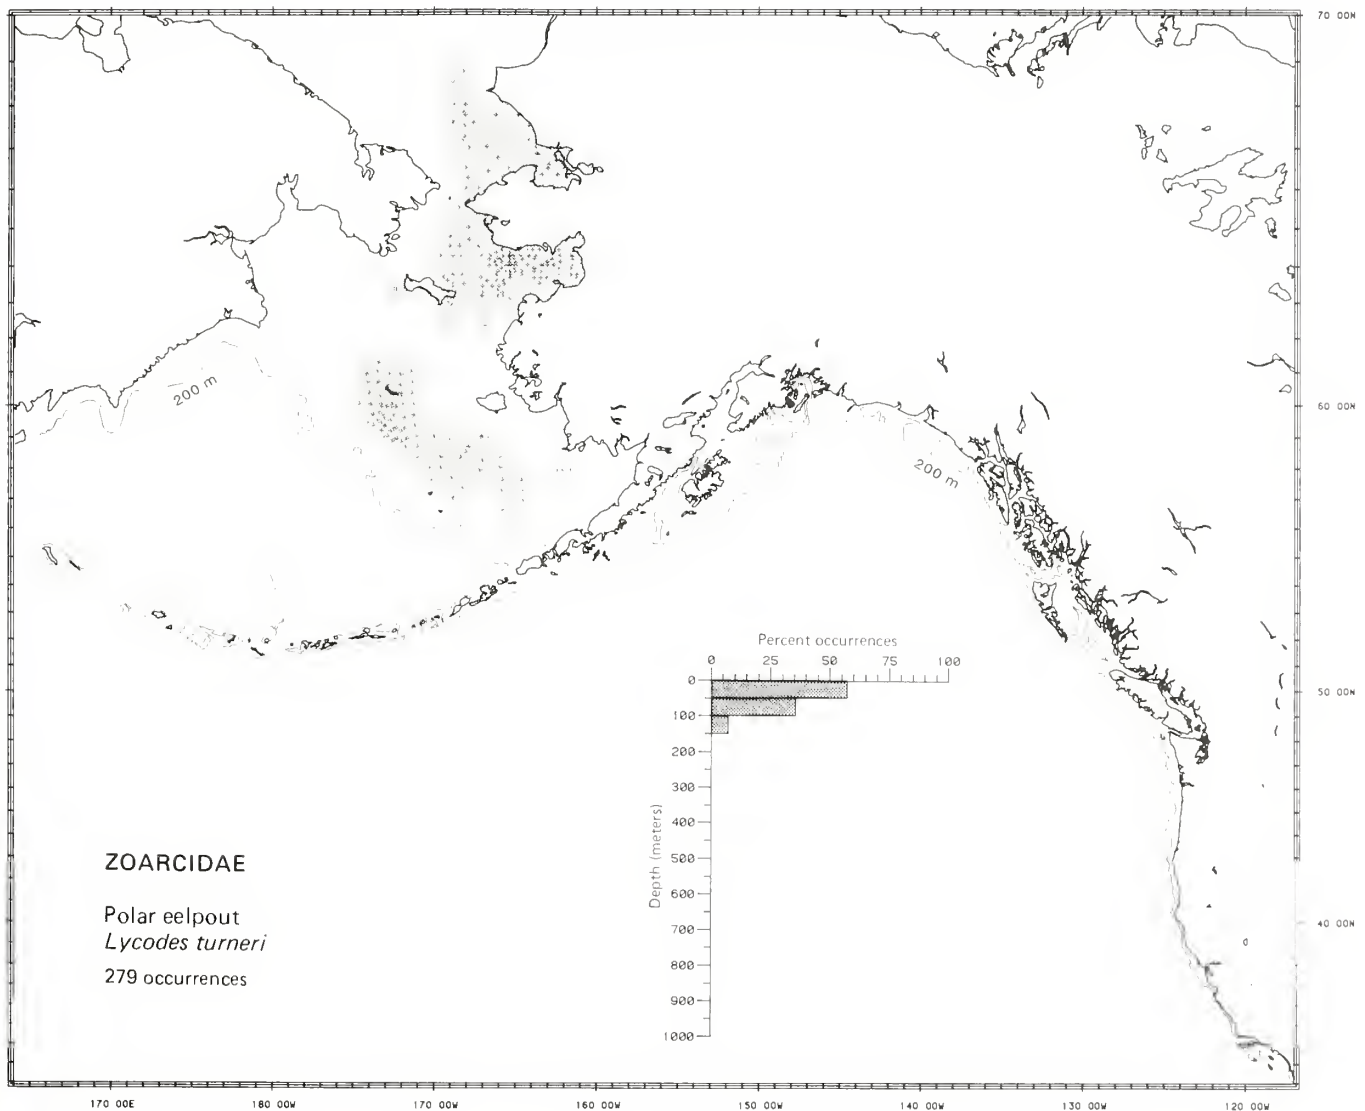 70 00N
200 m
60 00N
200 m
Percent occurrences
0 25 50 75 100
0
50 00N
100
200
300
400
500
600
700
800
900
1000
Depth (meters)
ZOARCIDAE
Polar eelpout
Lycodes turneri
279 occurrences
40 00N
170 00E 180 00W 170 00W 160 00W 150 00W 140 00W 130 00W 120 00W